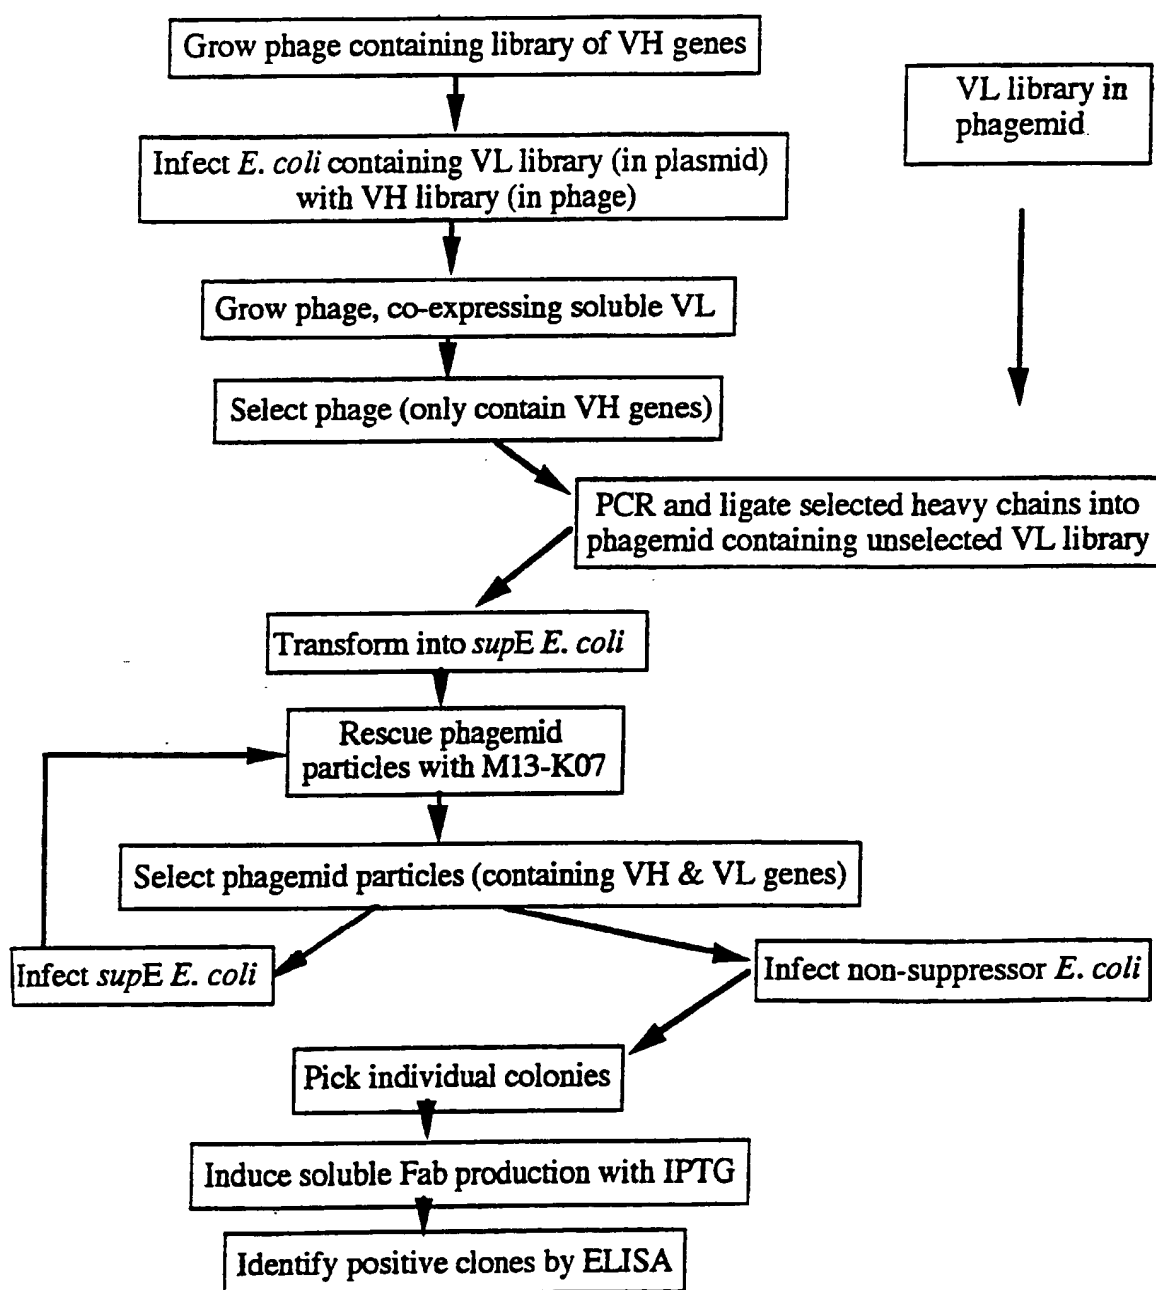 Grow phage containing library of VH genes
VL library in
phagemid
Infect E. coli containing VL library (in plasmid)
with VH library (in phage)
Grow phage, co-expressing soluble VL
Select phage (only contain VH genes)
PCR and ligate selected heavy chains into
phagemid containing unselected VL library
Transform into supE E. coli
Rescue phagemid
particles with M13-K07
Select phagemid particles (containing VH & VL genes)
Infect supE E. coli
Infect non-suppressor E. coli
Pick individual colonies
Induce soluble Fab production with IPTG
Identify positive clones by ELISA